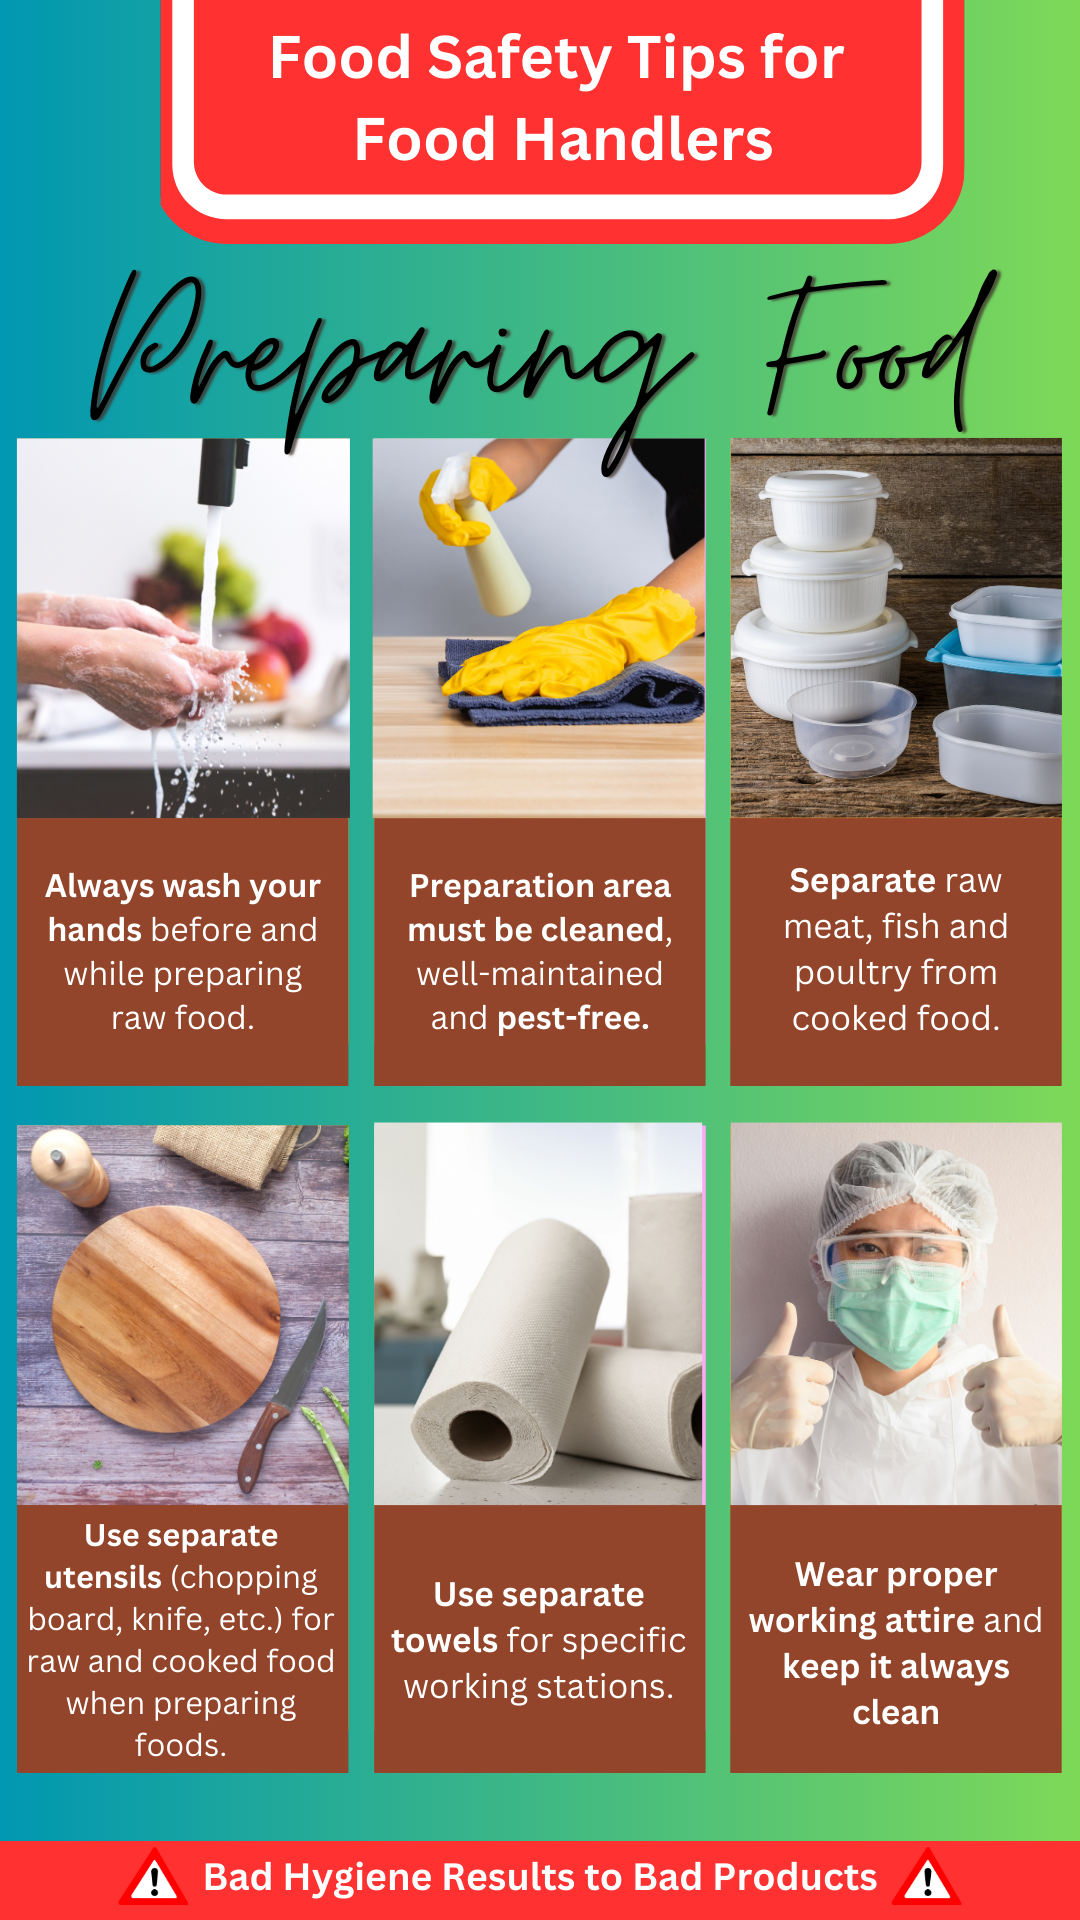 Food Safety Tips for
Food Handlers
Preparing Food
Always wash your
hands before and
while preparing
raw food.
Preparation area
must be cleaned,
well-maintained
and pest-free.
Separate raw
meat, fish and
poultry from
cooked food.
Use separate
utensils (chopping
board, knife, etc.) for
raw and cooked food
when preparing
foods.
Use separate
towels for specific
working stations.
Wear proper
working attire and
keep it always
clean
Bad Hygiene Results to Bad Products